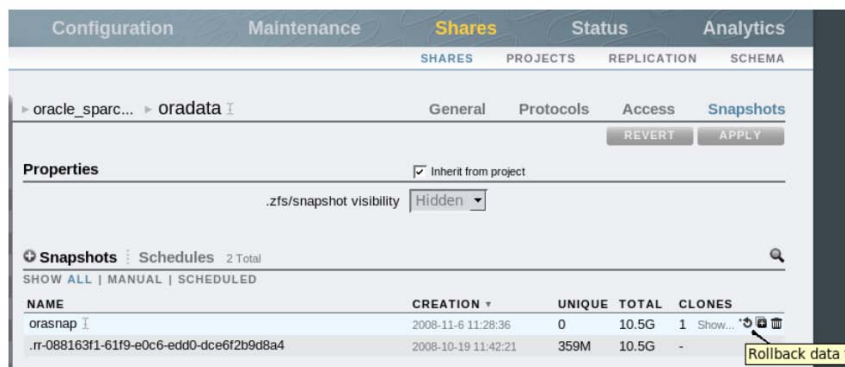 Configuration Maintenance Shares Status Analytics
SHARES PROJECTS REPLICATION SCHEMA
oracle_sparc... oradata General Protocols Access Snapshots
REVERT APPLY
Properties Inherit from project
.zfs/snapshot visibility Hidden
Snapshots Schedules 2 Total
SHOW ALL | MANUAL | SCHEDULED
NAME CREATION UNIQUE TOTAL CLONES
orasnap 2008-11-6 11:28:36 0 10.5G 1 Show...
.rr-088163f1-61f9-e0c6-edd0-dce6f2b9d8a4 2008-10-19 11:42:21 359M 10.5G -
Rollback data